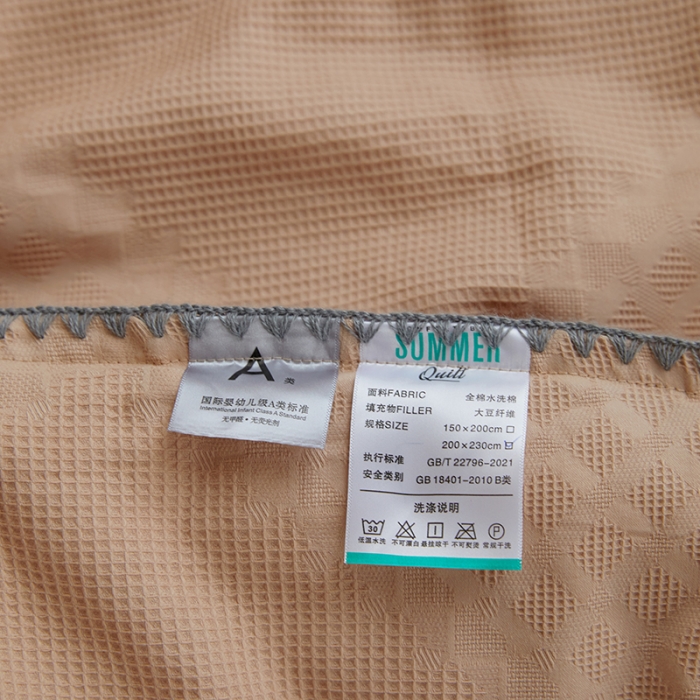 A类
国际婴幼儿级A类标准
International Infant Class A Standard
无甲醛·无荧光剂
SUMMER
Quilt
面料FABRIC 全棉水洗棉
填充物FILLER 大豆纤维
规格SIZE 150×200cm
200×230cm
执行标准 GB/T 22796-2021
安全类别 GB 18401-2010 B类
洗涤说明
30
P
低温水洗 不可漂白 悬挂晾干 不可熨烫 常规干洗